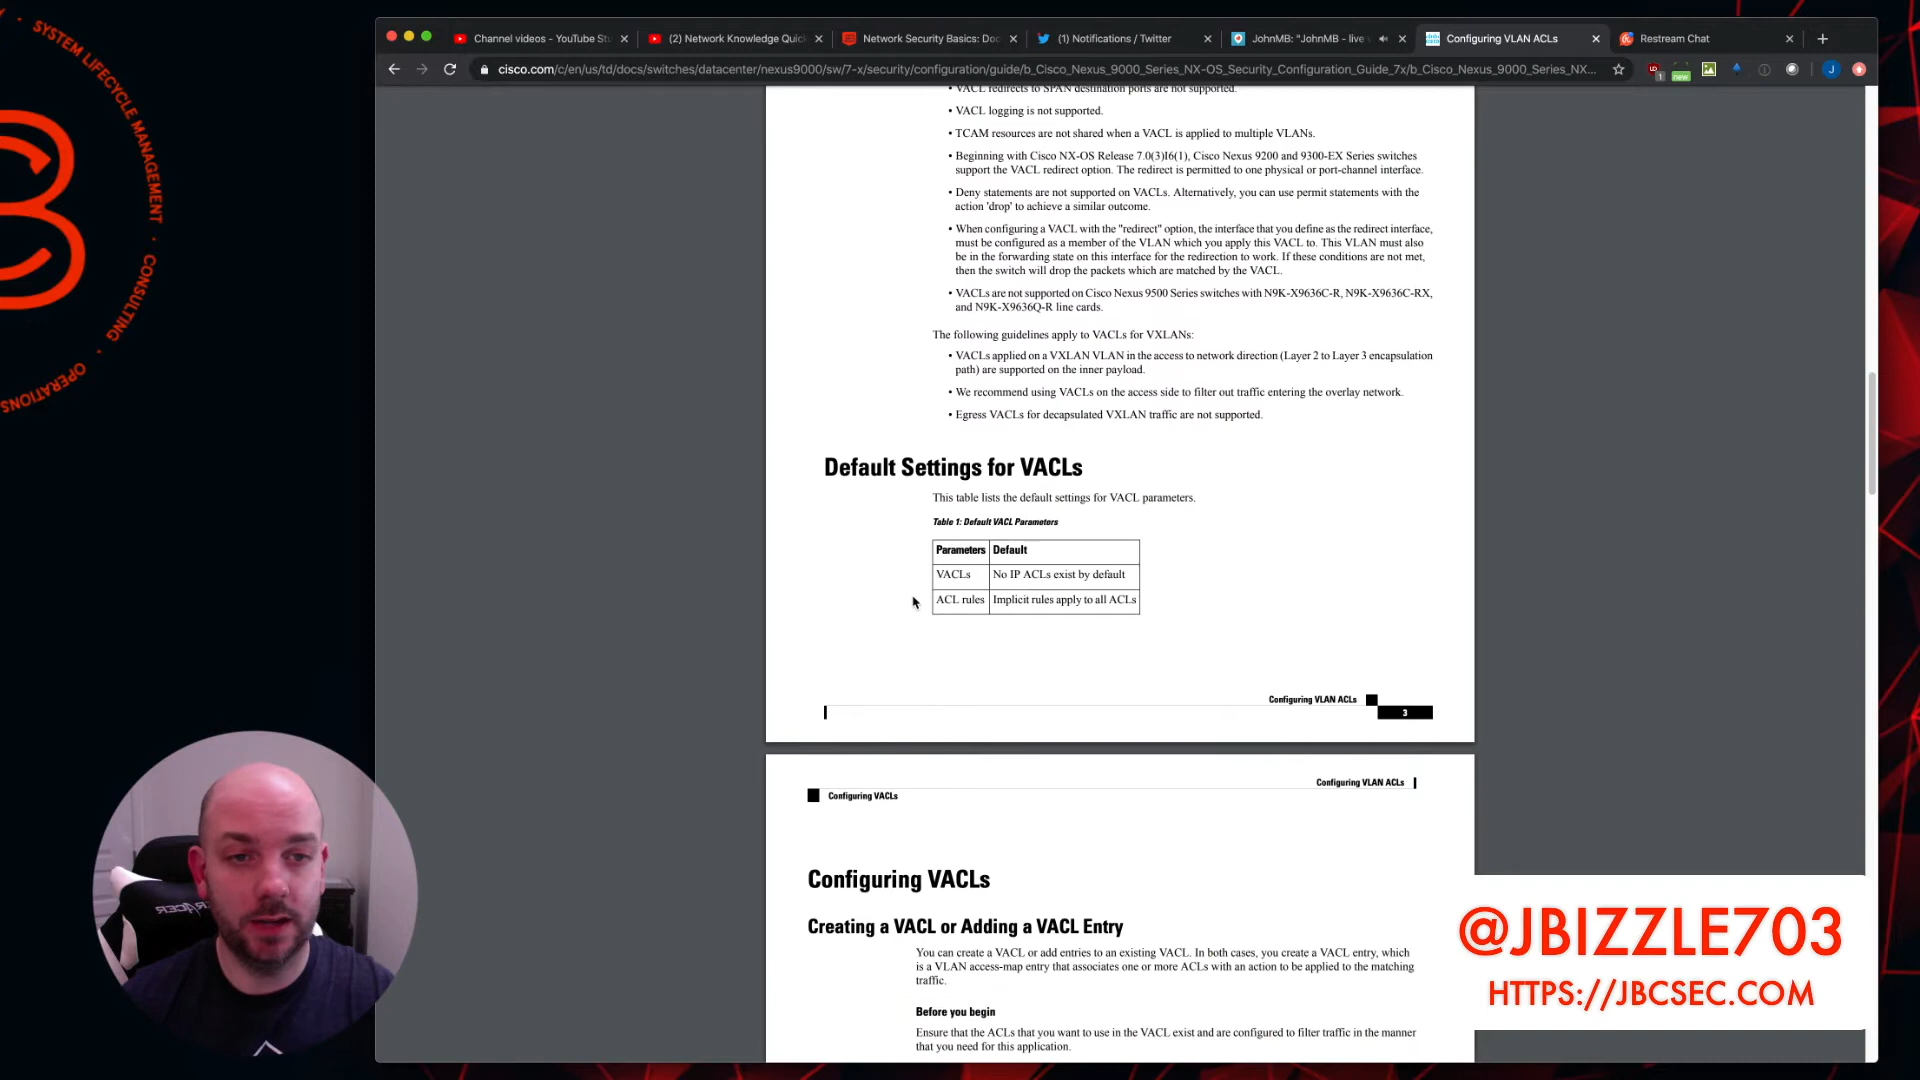 SYSTEM LIFECYCLE MANAGEMENT · CONSULTING · OPERATIONS
Channel videos - YouTube Stu
(2) Network Knowledge Quick
Network Security Basics: Doc
(1) Notifications / Twitter
JohnMB: "JohnMB - live
Configuring VLAN ACLs
Restream Chat
cisco.com/c/en/us/td/docs/switches/datacenter/nexus9000/sw/7-x/security/configuration/guide/b_Cisco_Nexus_9000_Series_NX-OS_Security_Configuration_Guide_7x/b_Cisco_Nexus_9000_Series_NX...
1
new
J
• VACL redirects to SPAN destination ports are not supported.
• VACL logging is not supported.
• TCAM resources are not shared when a VACL is applied to multiple VLANs.
• Beginning with Cisco NX-OS Release 7.0(3)I6(1), Cisco Nexus 9200 and 9300-EX Series switches
support the VACL redirect option. The redirect is permitted to one physical or port-channel interface.
• Deny statements are not supported on VACLs. Alternatively, you can use permit statements with the
action 'drop' to achieve a similar outcome.
• When configuring a VACL with the "redirect" option, the interface that you define as the redirect interface,
must be configured as a member of the VLAN which you apply this VACL to. This VLAN must also
be in the forwarding state on this interface for the redirection to work. If these conditions are not met,
then the switch will drop the packets which are matched by the VACL.
• VACLs are not supported on Cisco Nexus 9500 Series switches with N9K-X9636C-R, N9K-X9636C-RX,
and N9K-X9636Q-R line cards.
The following guidelines apply to VACLs for VXLANs:
• VACLs applied on a VXLAN VLAN in the access to network direction (Layer 2 to Layer 3 encapsulation
path) are supported on the inner payload.
• We recommend using VACLs on the access side to filter out traffic entering the overlay network.
• Egress VACLs for decapsulated VXLAN traffic are not supported.
Default Settings for VACLs
This table lists the default settings for VACL parameters.
Table 1: Default VACL Parameters
Parameters Default
VACLs No IP ACLs exist by default
ACL rules Implicit rules apply to all ACLs
Configuring VLAN ACLs
3
Configuring VLAN ACLs
Configuring VACLs
Configuring VACLs
Creating a VACL or Adding a VACL Entry
You can create a VACL or add entries to an existing VACL. In both cases, you create a VACL entry, which
is a VLAN access-map entry that associates one or more ACLs with an action to be applied to the matching
traffic.
Before you begin
Ensure that the ACLs that you want to use in the VACL exist and are configured to filter traffic in the manner
that you need for this application.
@JBIZZLE703
HTTPS://JBCSEC.COM